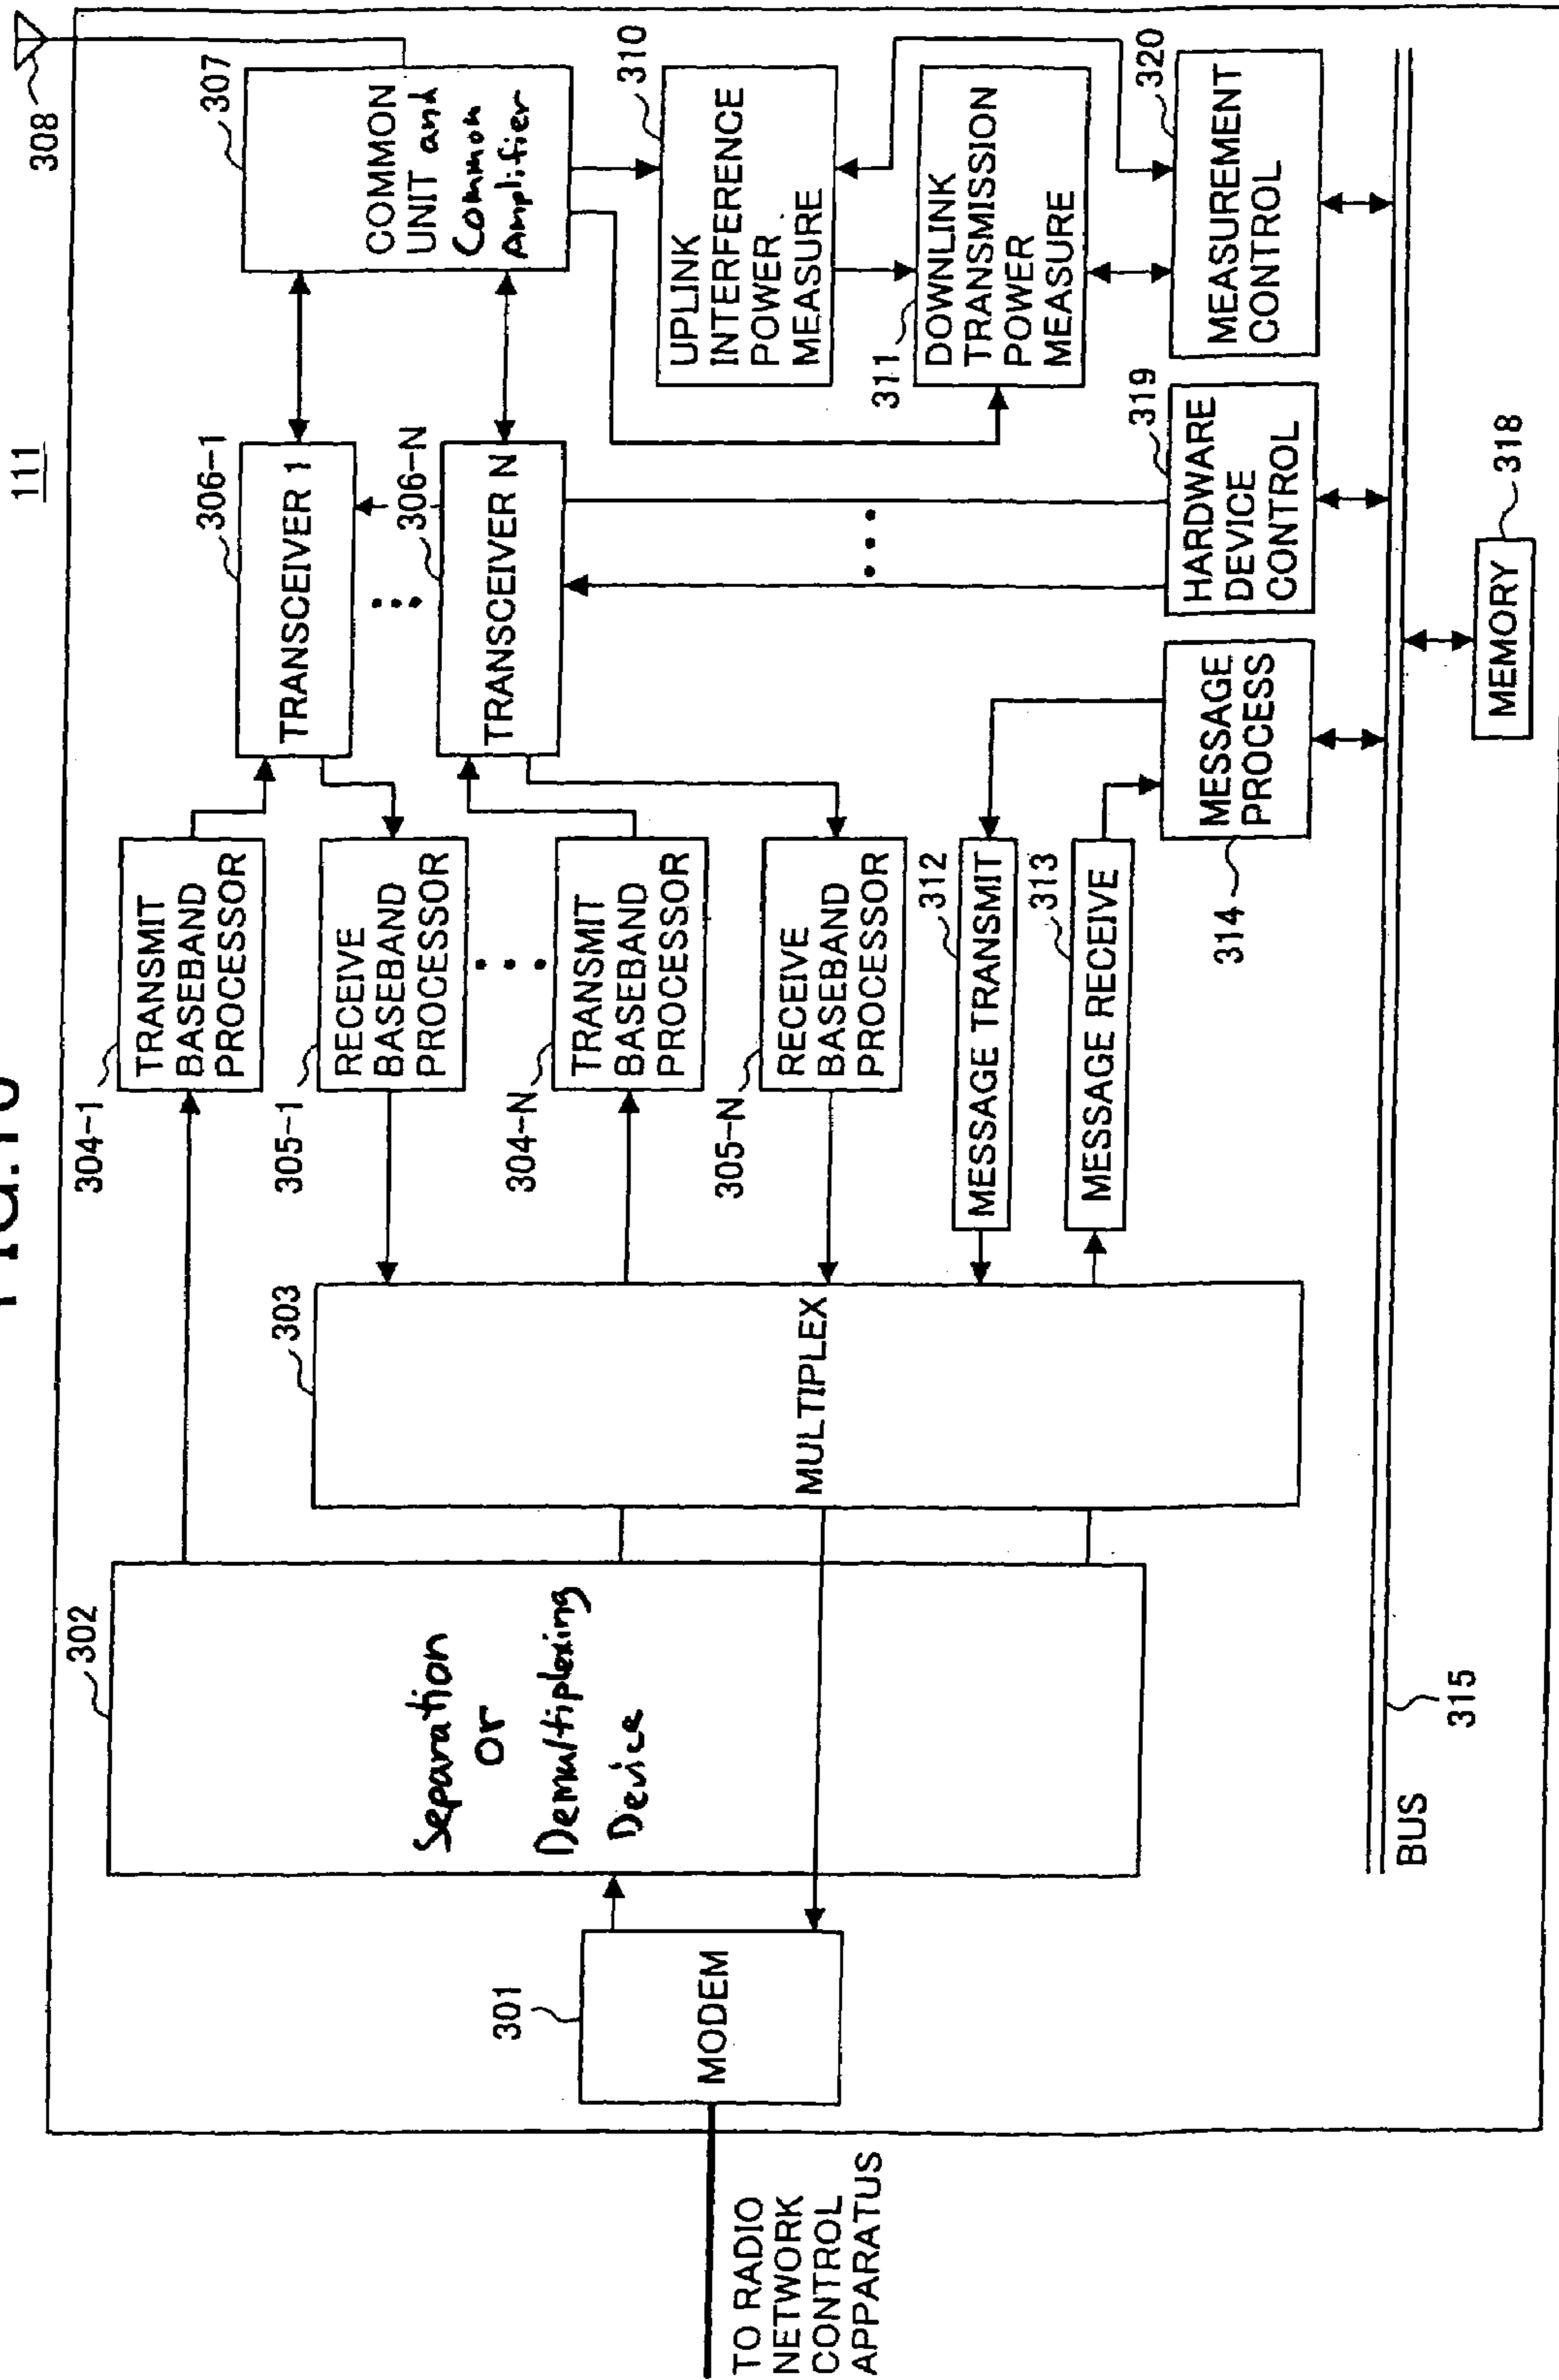 111
308
304-1
TRANSMIT
BASEBAND
PROCESSOR
306-1
TRANSCEIVER 1
307
COMMON
UNIT and
Common
Amplifier
302
Separation
or
Demultiplexing
Device
303
MULTIPLEX
305-1
RECEIVE
BASEBAND
PROCESSOR
306-N
TRANSCEIVER N
304-N
TRANSMIT
BASEBAND
PROCESSOR
310
UPLINK
INTERFERENCE
POWER
MEASURE
301
MODEM
TO RADIO
NETWORK
CONTROL
APPARATUS
305-N
RECEIVE
BASEBAND
PROCESSOR
311
DOWNLINK
TRANSMISSION
POWER
MEASURE
312
MESSAGE TRANSMIT
313
MESSAGE RECEIVE
314
MESSAGE
PROCESS
319
HARDWARE
DEVICE
CONTROL
320
MEASUREMENT
CONTROL
BUS
315
318
MEMORY